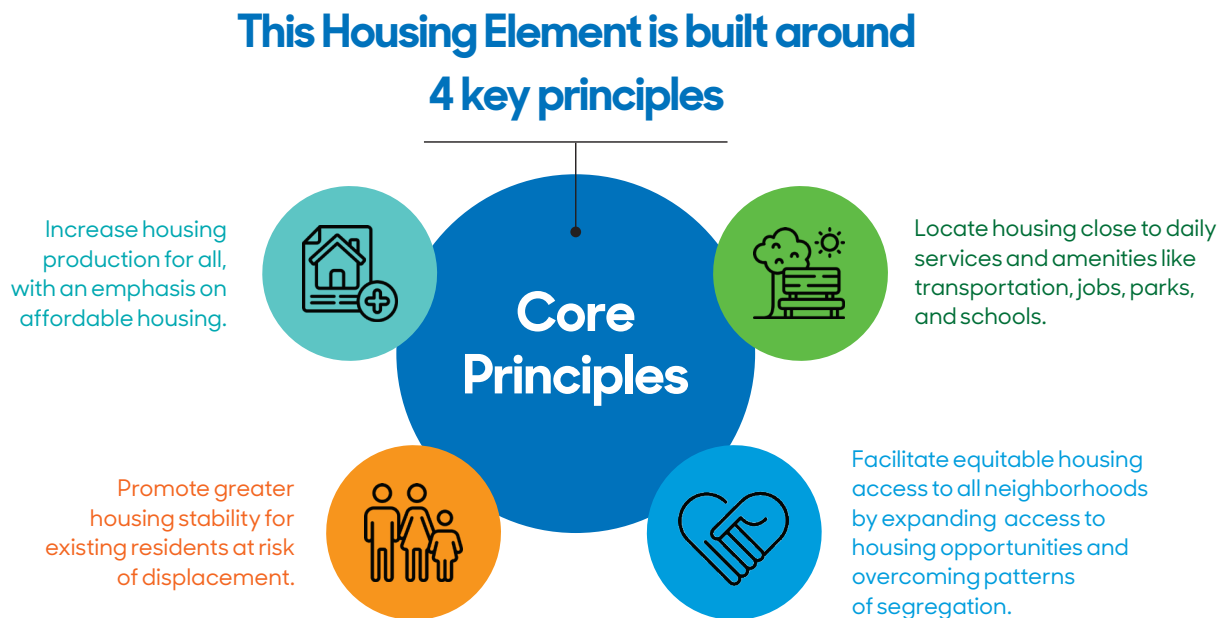 This Housing Element is built around
4 key principles
Increase housing
production for all,
with an emphasis on
affordable housing.
Locate housing close to daily
services and amenities like
transportation, jobs, parks,
and schools.
Core
Principles
Promote greater
housing stability for
existing residents at risk
of displacement.
Facilitate equitable housing
access to all neighborhoods
by expanding access to
housing opportunities and
overcoming patterns
of segregation.